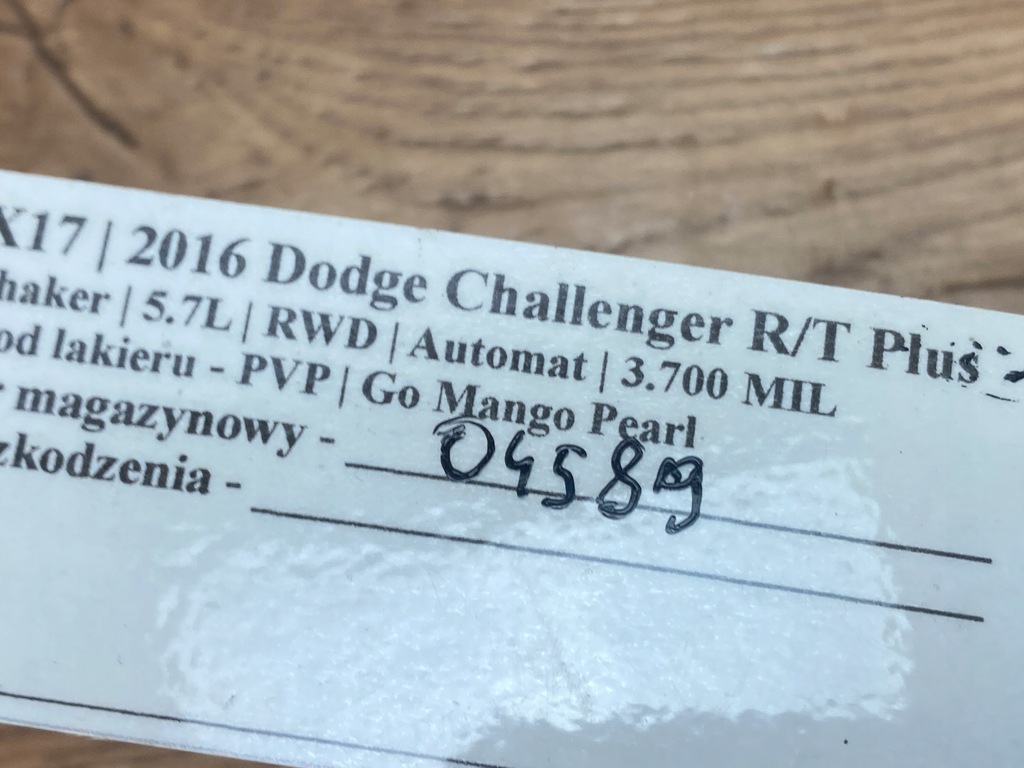 X17 | 2016 Dodge Challenger R/T Plus -
haker | 5.7L | RWD | Automat | 3.700 MIL
od lakieru - PVP | Go Mango Pearl
r magazynowy - 04589
zkodzenia -